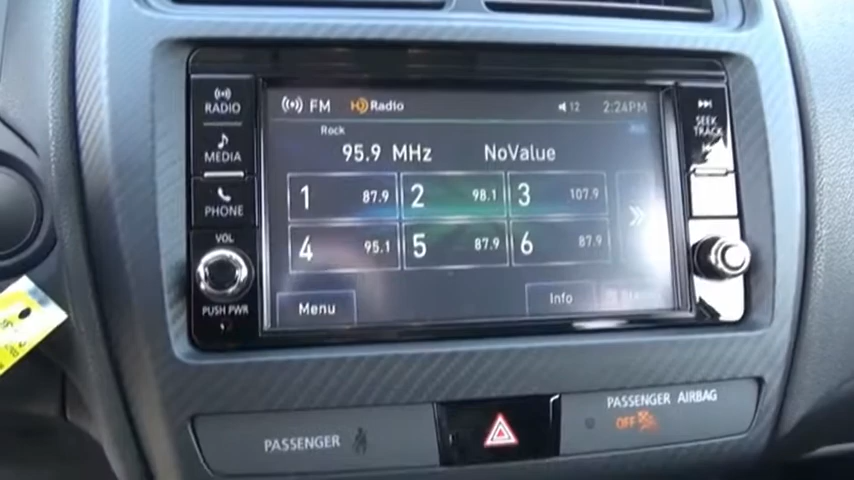 RADIO
MEDIA
PHONE
VOL
PUSH PWR
FM HD Radio 12 2:24PM
Rock
95.9 MHz NoValue
1 87.9 2 98.1 3 107.9
4 95.1 5 87.9 6 87.9
Menu Info
SEEK
TRACK
PASSENGER
PASSENGER AIRBAG
OFF